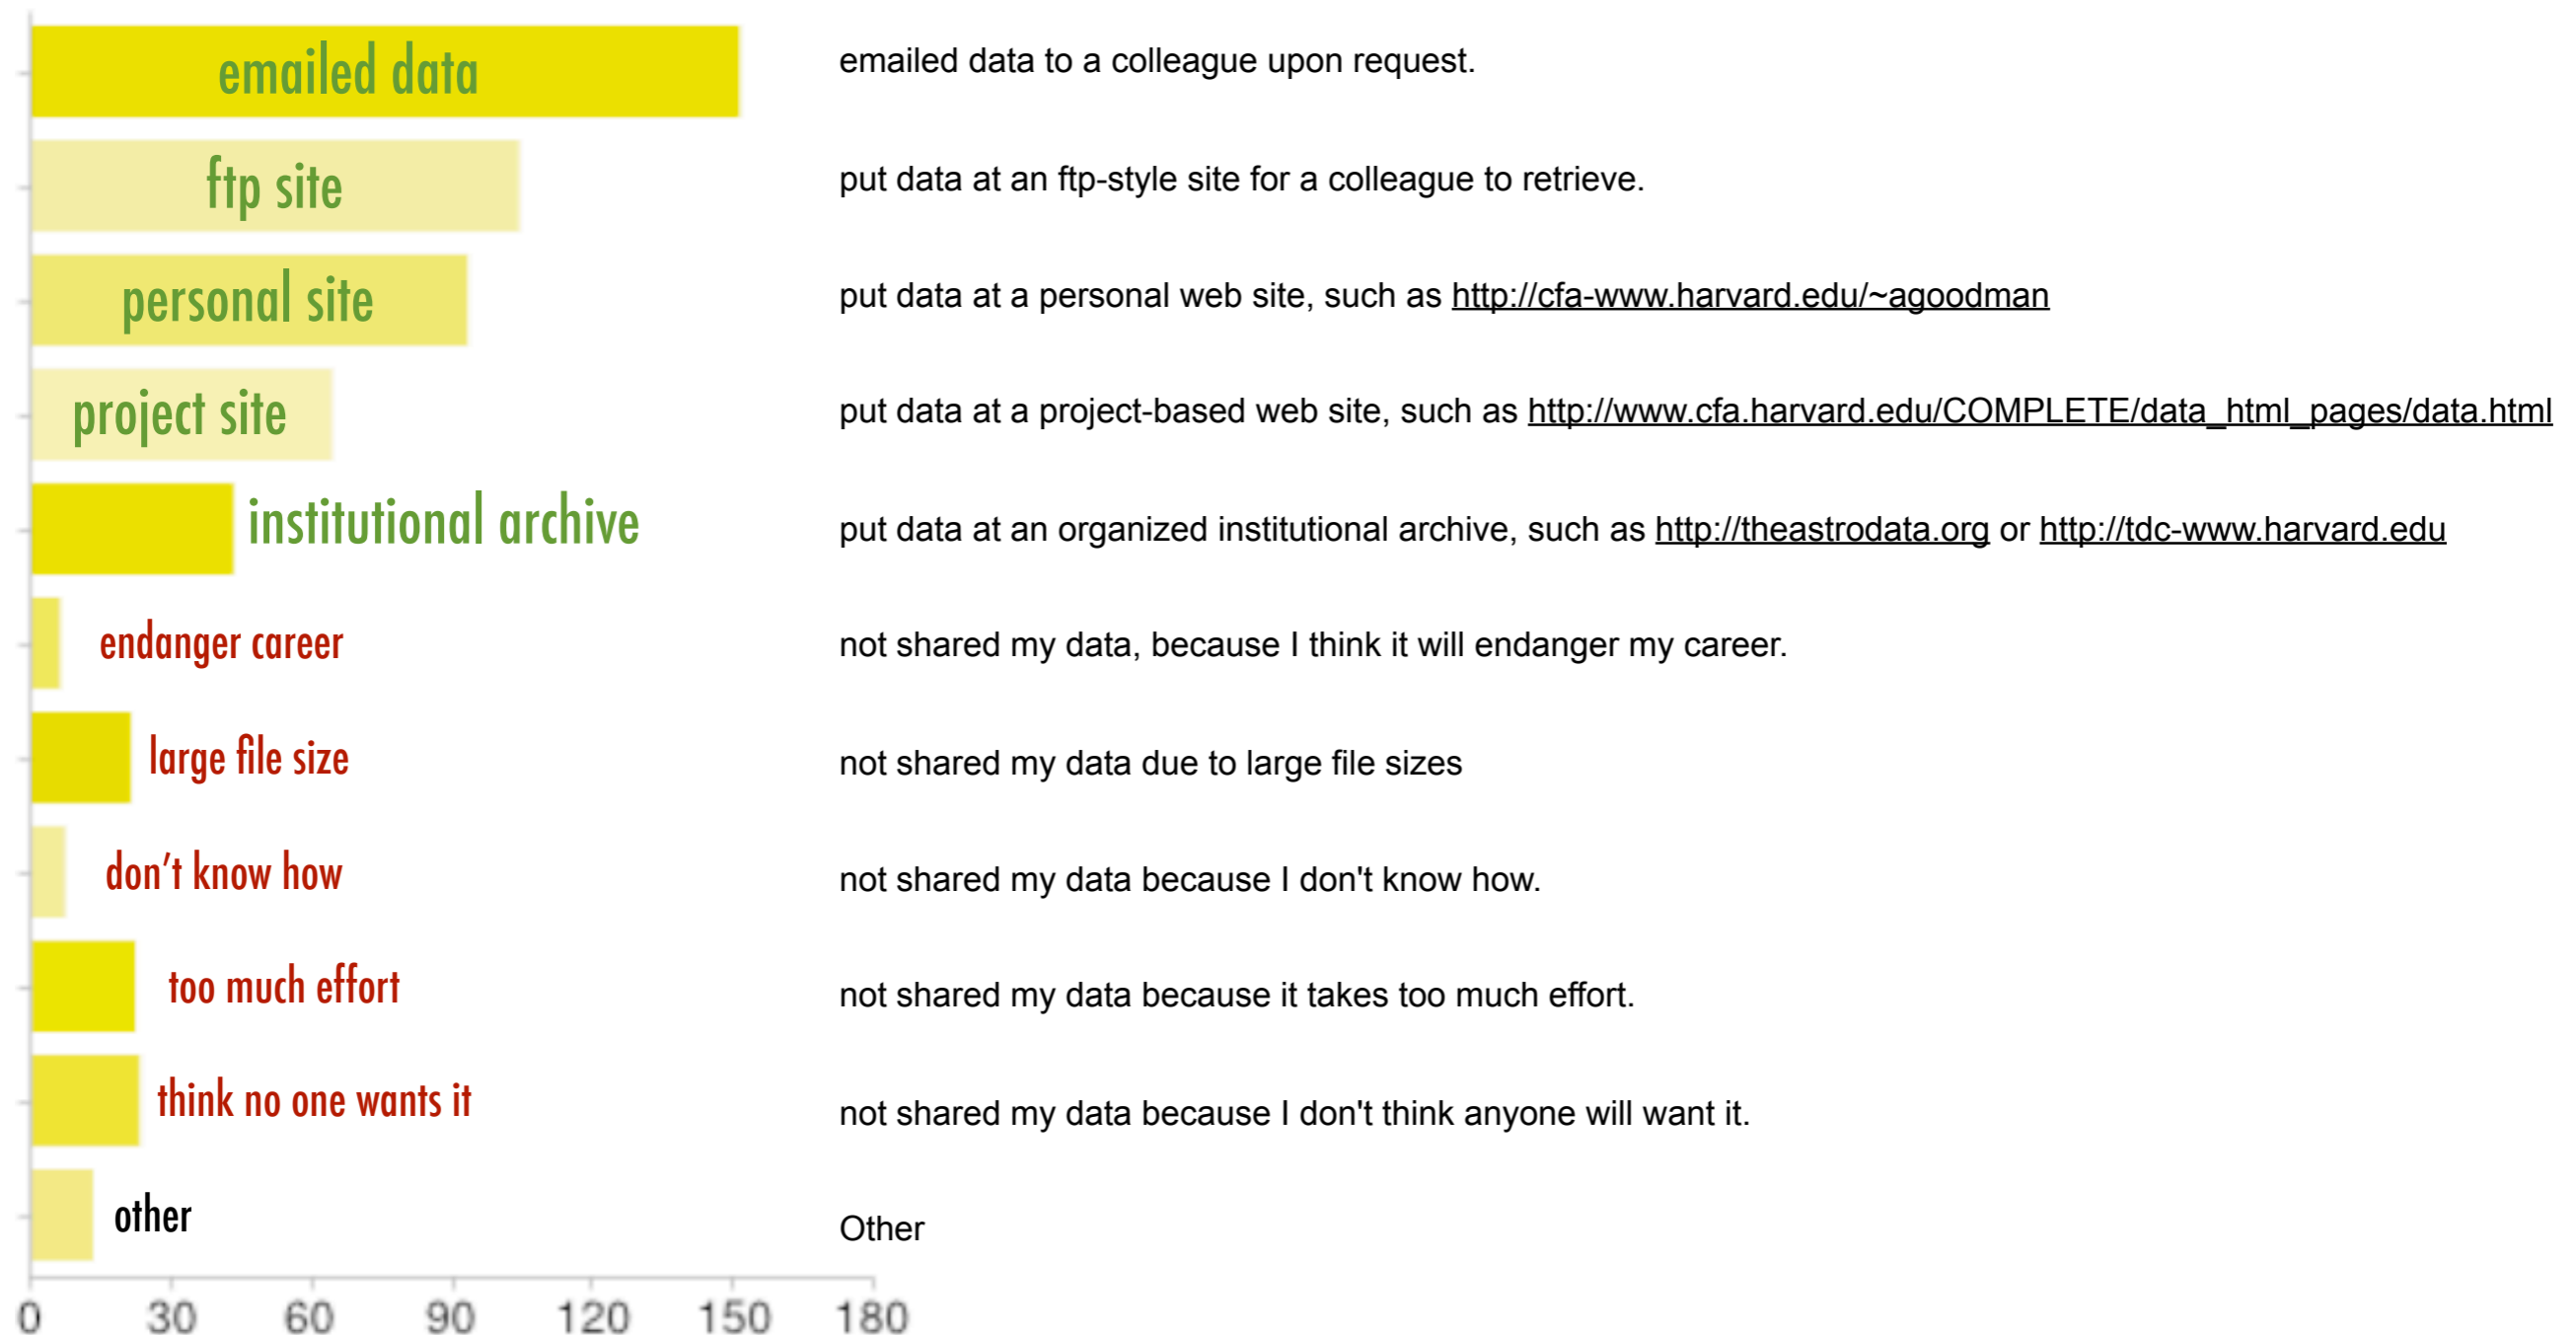 emailed data emailed data to a colleague upon request.
ftp site put data at an ftp-style site for a colleague to retrieve.
personal site put data at a personal web site, such as http://cfa-www.harvard.edu/~agoodman
project site put data at a project-based web site, such as http://www.cfa.harvard.edu/COMPLETE/data_html_pages/data.html
institutional archive put data at an organized institutional archive, such as http://theastrodata.org or http://tdc-www.harvard.edu
endanger career not shared my data, because I think it will endanger my career.
large file size not shared my data due to large file sizes
don’t know how not shared my data because I don't know how.
too much effort not shared my data because it takes too much effort.
think no one wants it not shared my data because I don't think anyone will want it.
other Other
0 30 60 90 120 150 180